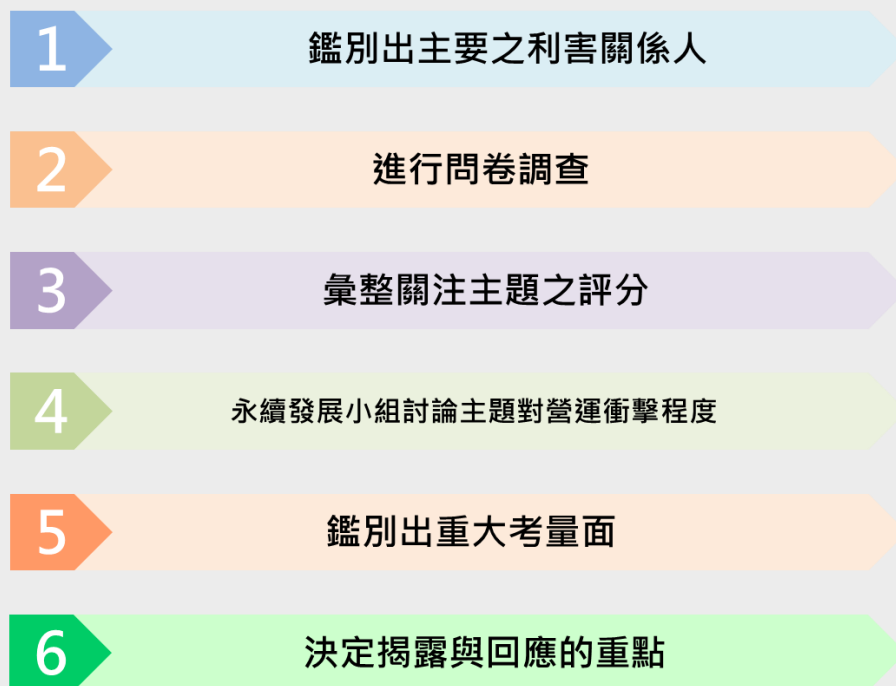 1 鑑別出主要之利害關係人
2 進行問卷調查
3 彙整關注主題之評分
4 永續發展小組討論主題對營運衝擊程度
5 鑑別出重大考量面
6 決定揭露與回應的重點